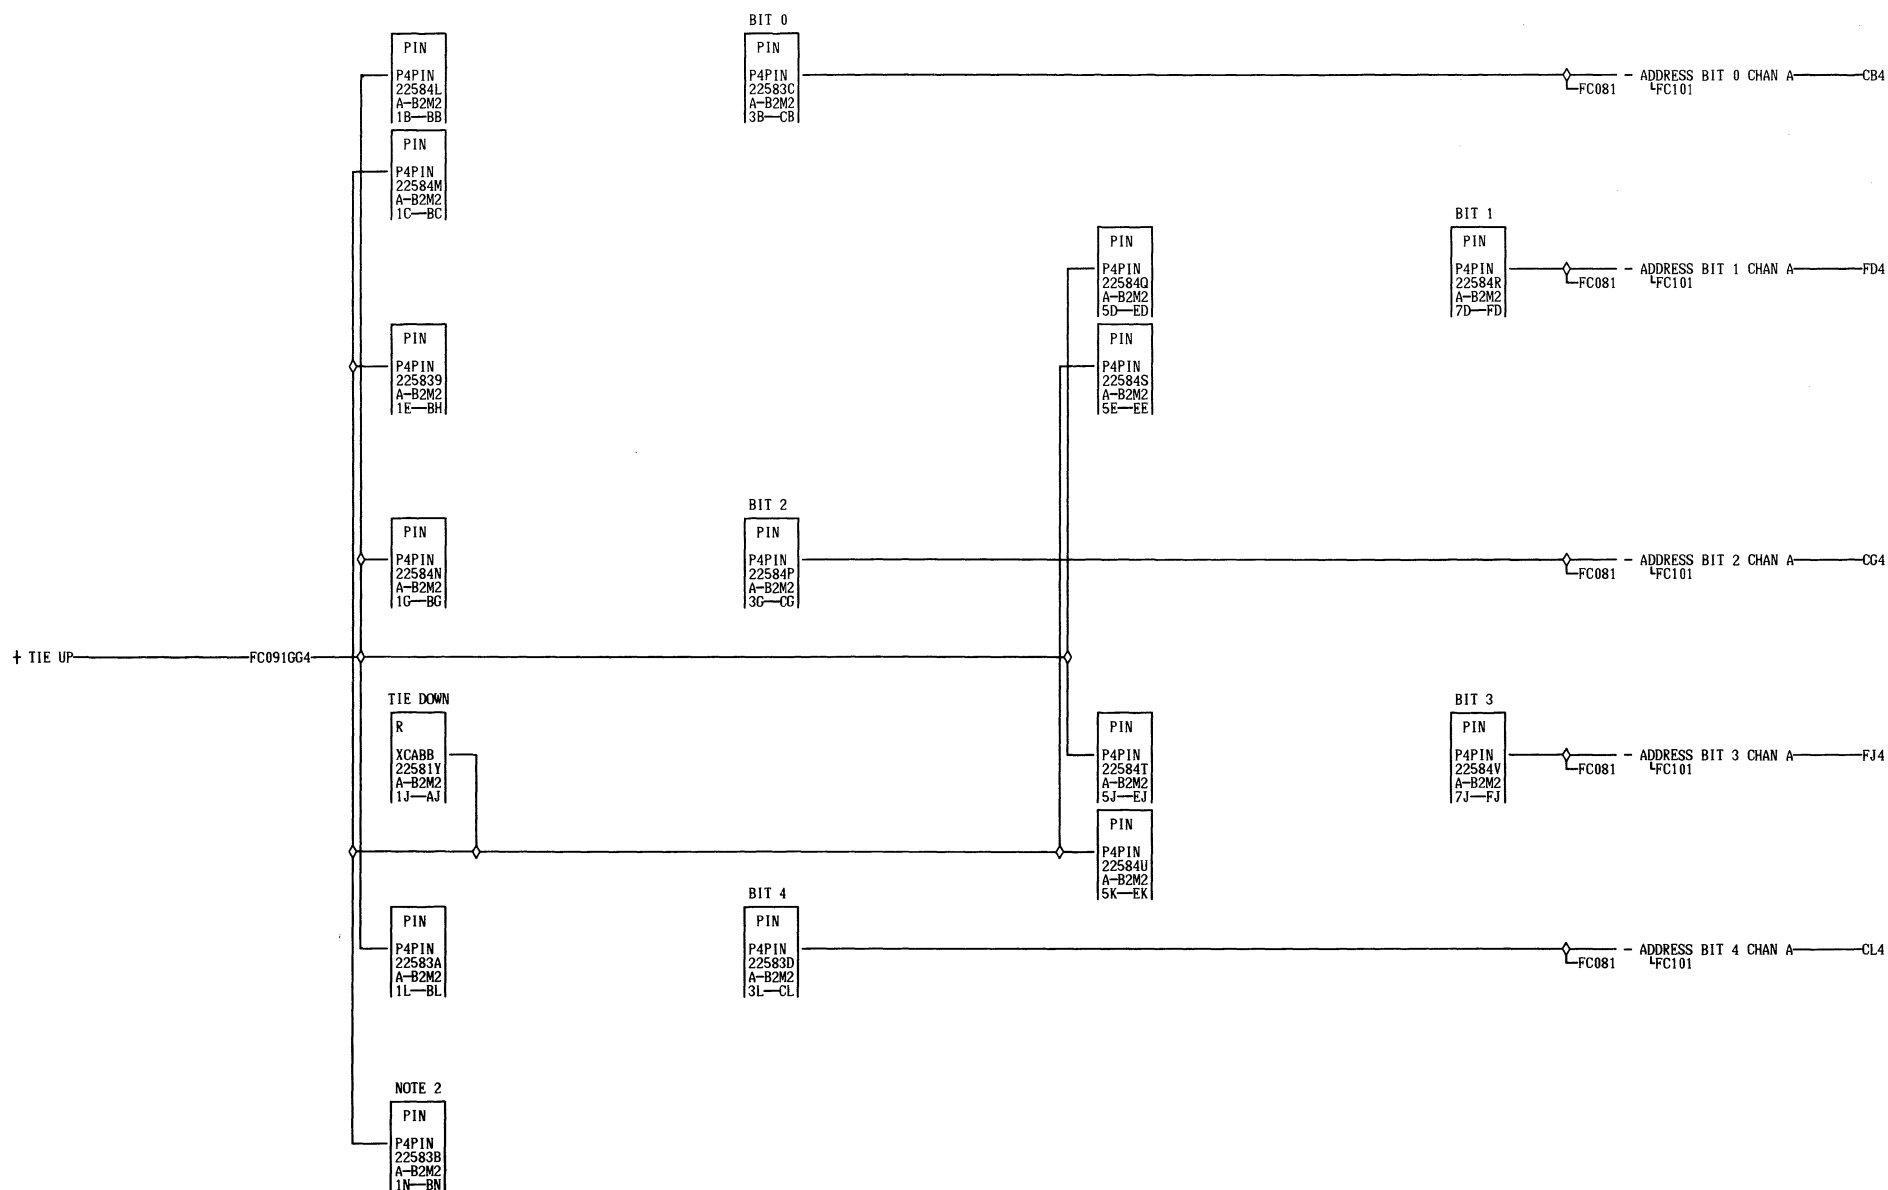 BIT 0
PIN
P4PIN
22584L
A-B2M2
1B—BB
PIN
P4PIN
22583C
A-B2M2
3B—CB
FC081
- ADDRESS BIT 0 CHAN A—CB4
FC101
PIN
P4PIN
22584M
A-B2M2
1C—BC
PIN
P4PIN
22584Q
A-B2M2
5D—ED
BIT 1
PIN
P4PIN
22584R
A-B2M2
7D—FD
FC081
- ADDRESS BIT 1 CHAN A—FD4
FC101
PIN
P4PIN
225839
A-B2M2
1E—BH
PIN
P4PIN
22584S
A-B2M2
5E—EE
PIN
P4PIN
22584N
A-B2M2
1G—BG
BIT 2
PIN
P4PIN
22584P
A-B2M2
3G—CG
FC081
- ADDRESS BIT 2 CHAN A—CG4
FC101
+ TIE UP—FC091GG4
TIE DOWN
R
XCABB
22581Y
A-B2M2
1J—AJ
PIN
P4PIN
22584T
A-B2M2
5J—EJ
BIT 3
PIN
P4PIN
22584V
A-B2M2
7J—FJ
FC081
- ADDRESS BIT 3 CHAN A—FJ4
FC101
PIN
P4PIN
22584U
A-B2M2
5K—EK
PIN
P4PIN
22583A
A-B2M2
1L—BL
BIT 4
PIN
P4PIN
22583D
A-B2M2
3L—CL
FC081
- ADDRESS BIT 4 CHAN A—CL4
FC101
NOTE 2
PIN
P4PIN
22583B
A-B2M2
1N—BN